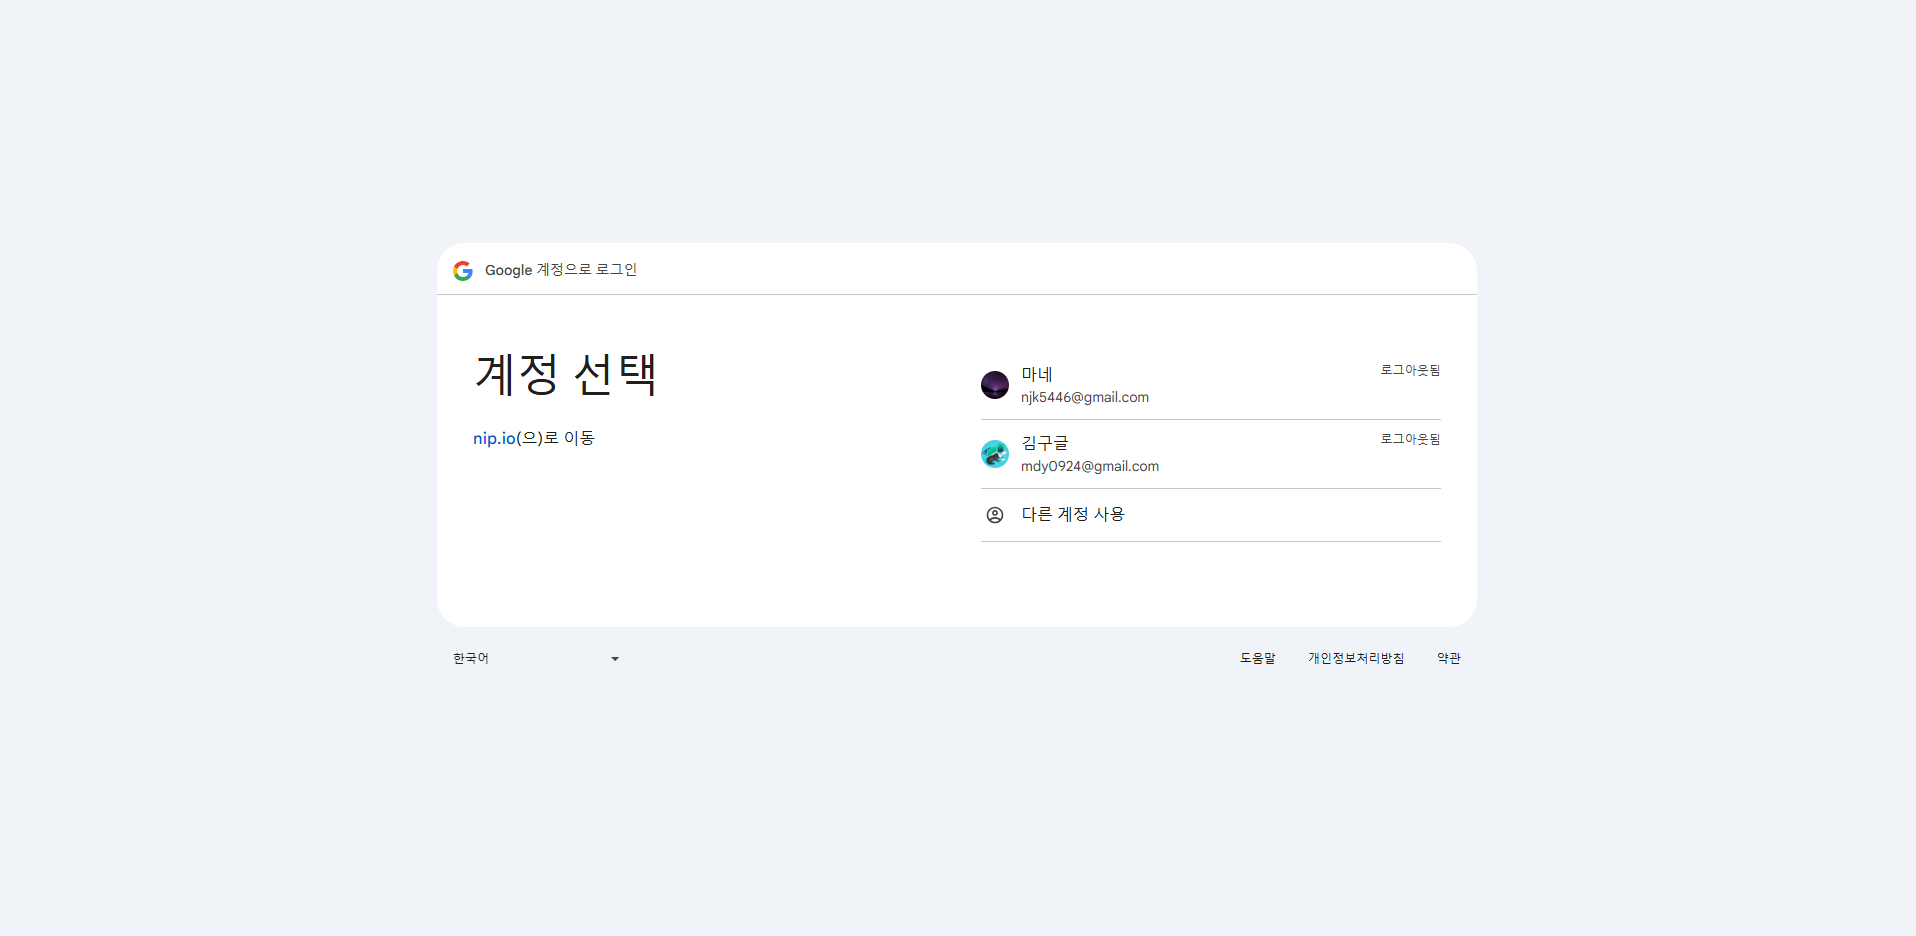 Google 계정으로 로그인
계정 선택
nip.io(으)로 이동
마네
njk5446@gmail.com
로그아웃됨
김구글
mdy0924@gmail.com
로그아웃됨
다른 계정 사용
한국어
도움말
개인정보처리방침
약관